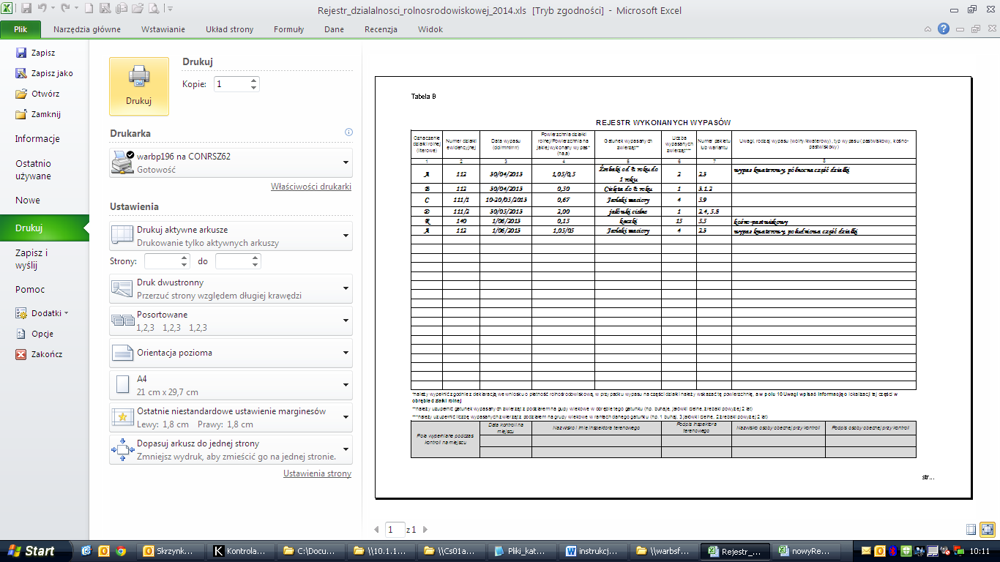 Rejestr_dzialalnosci_rolnosrodowiskowej_2014.xls [Tryb zgodności] - Microsoft Excel
Plik Narzędzia główne Wstawianie Układ strony Formuły Dane Recenzja Widok
Zapisz
Zapisz jako
Otwórz
Zamknij
Informacje
Ostatnio
używane
Nowe
Drukuj
Zapisz i
wyślij
Pomoc
Dodatki
Opcje
Zakończ
Drukuj
Drukuj
Kopie: 1
Drukarka
warbp196 na CONRSZ62
Gotowość
Właściwości drukarki
Ustawienia
Drukuj aktywne arkusze
Drukowanie tylko aktywnych arkuszy
Strony: do
Druk dwustronny
Przerzuć strony względem długiej krawędzi
Posortowane
1,2,3 1,2,3 1,2,3
Orientacja pozioma
A4
21 cm x 29,7 cm
Ostatnie niestandardowe ustawienie marginesów
Lewy: 1,8 cm Prawy: 1,8 cm
Dopasuj arkusz do jednej strony
Zmniejsz wydruk, aby zmieścić go na jednej stronie.
Ustawienia strony
Tabela B
REJESTR WYKONANYCH WYPASÓW
Oznaczenie działki rolnej (literowe) Numer działki ewidencyjnej Data wypasu (dd/mm/rrrr) Powierzchnia działki rolnej/Powierzchnia na jakiej wykonany wypas* (ha,a) Gatunek wypasanych zwierząt** Liczba wypasanych zwierząt*** Numer pakietu lub wariantu Uwagi, rodzaj wypasu (wolny/kwaterowy), typ wypasu (pastwiskowy, kośno-pastwiskowy)
1 2 3 4 5 6 7 8
A 112 30/04/2013 1,05/0,5 Źrebaki od ½ roku do 1 roku 2 2.3 wypas kwaterowy, północna część działki
B 112 30/04/2013 0,50 Cielęta do ½ roku 1 3.1.2
C 111/1 10-20/05/2013 0,67 Jarlaki maciory 4 5.9
D 111/2 30/05/2013 2,00 jałówki cielne 1 2.4, 5.8
R 140 1/06/2013 0,15 kaczki 15 5.5 kośno-pastwiskowy
A 112 1/06/2013 1,05/05 Jarlaki maciory 4 2.3 wypas kwaterowy, południowa część działki
*należy wypełnić zgodnie z deklaracją we wniosku o płatność rolnośrodowiskową, w przypadku wypasu na części działki należy wskazać tę powierzchnię, a w polu 10 Uwagi wpisać informację o lokalizacji tej części w
obrębie działki rolnej
**należy uzupełnić gatunek wypasanych zwierząt z podziałem na grupy wiekowe w obrębie tego gatunku (np. buhaje, jałówki cielne, źrebaki powyżej 2 lat)
***należy uzupełnić liczbę wypasanych zwierząt z podziałem na grupy wiekowe w ramach danego gatunku (np. 1 buhaj, 3 jałówki cielne, 2 źrebaki powyżej 2 lat)
Pola wypełniane podczas kontroli na miejscu Data kontroli na miejscu Nazwisko i imię inspektora terenowego Podpis inspektora terenowego Nazwisko osoby obecnej przy kontroli Podpis osoby obecnej przy kontroli
str...
1 z 1
Start Skrzynk... Kontrola... C:\Docu... \\10.1.1... \\Cs01a... Pliki_kat... instrukcj... \\warbsf... Rejestr_... nowyRe... 10:11